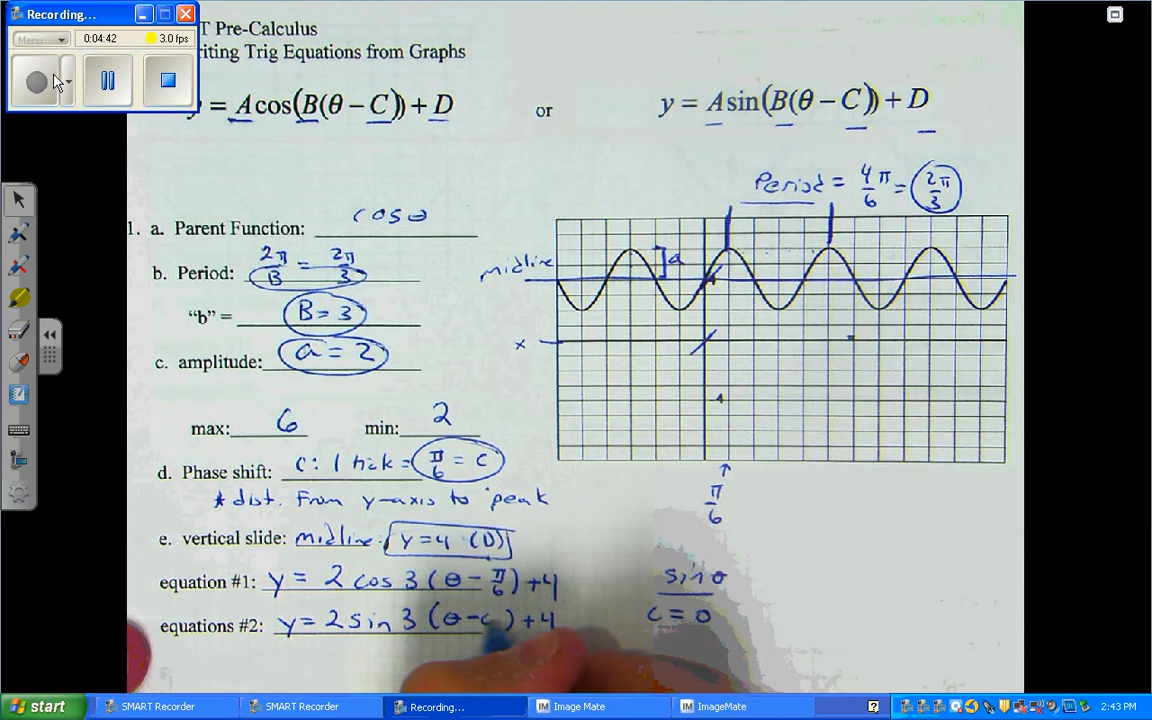 Recording...
Menu
0:04:42
3.0 fps
T Pre-Calculus
riting Trig Equations from Graphs
y = A cos(B(θ − C)) + D or y = A sin(B(θ − C)) + D
Period = 4/6 π = 2π/3
1. a. Parent Function: cos θ
b. Period: 2π/B = 2π/3
midline
a
"b" = B = 3
x
c. amplitude: a = 2
max: 6 min: 2
d. Phase shift: C: 1 tick = π/6 = C
* dist. From y-axis to peak
π/6
e. vertical slide: midline: y = 4 (D)
equation #1: y = 2 cos 3 (θ − π/6) + 4
sin θ
equations #2: y = 2 sin 3 (θ − C) + 4
C = 0
start
SMART Recorder
SMART Recorder
Recording...
Image Mate
ImageMate
2:43 PM